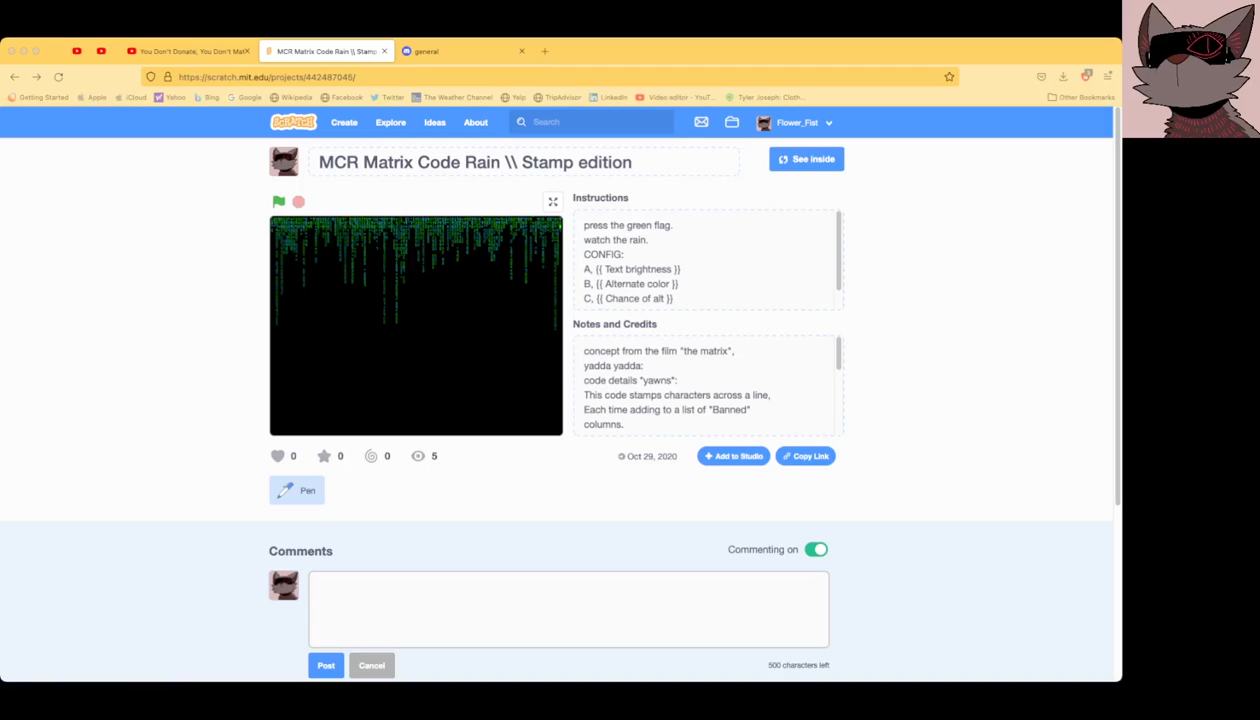 You Don't Donate, You Don't Mat
MCR Matrix Code Rain \\ Stamp
general
https://scratch.mit.edu/projects/442487045/
Getting Started Apple iCloud Yahoo Bing Google Wikipedia Facebook Twitter The Weather Channel Yelp TripAdvisor LinkedIn Video editor - YouT... Tyler Joseph: Cloth... Other Bookmarks
SCRATCH Create Explore Ideas About Search Flower_Fist
MCR Matrix Code Rain \\ Stamp edition
See inside
Instructions
press the green flag.
watch the rain.
CONFIG:
A, {{ Text brightness }}
B, {{ Alternate color }}
C, {{ Chance of alt }}
Notes and Credits
concept from the film "the matrix",
yadda yadda:
code details "yawns":
This code stamps characters across a line,
Each time adding to a list of "Banned"
columns.
0 0 0 5
© Oct 29, 2020
Add to Studio
Copy Link
Pen
Comments
Commenting on
Post
Cancel
500 characters left